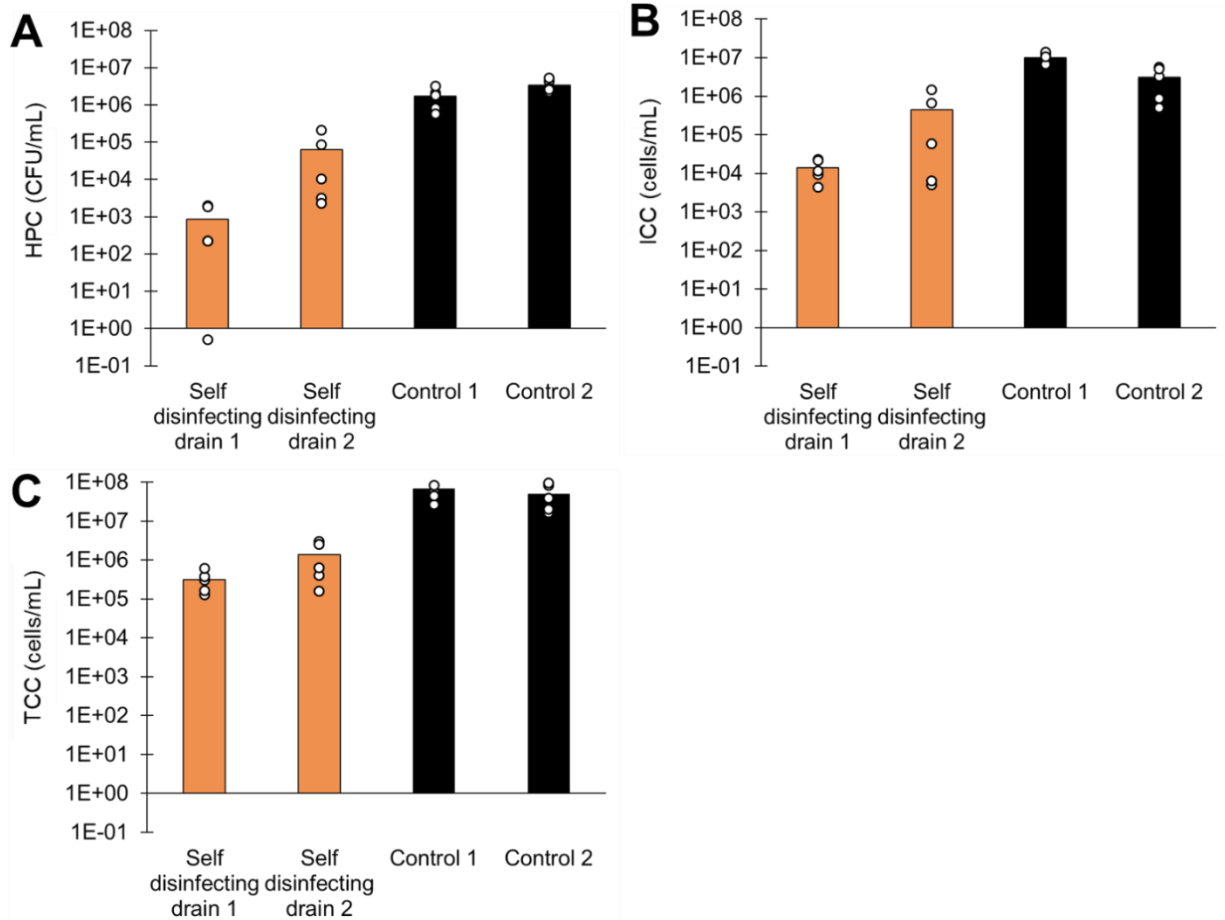 A
HPC (CFU/mL)
1E+08
1E+07
1E+06
1E+05
1E+04
1E+03
1E+02
1E+01
1E+00
1E-01
Self
disinfecting
drain 1
Self
disinfecting
drain 2
Control 1
Control 2
B
ICC (cells/mL)
1E+08
1E+07
1E+06
1E+05
1E+04
1E+03
1E+02
1E+01
1E+00
1E-01
Self
disinfecting
drain 1
Self
disinfecting
drain 2
Control 1
Control 2
C
TCC (cells/mL)
1E+08
1E+07
1E+06
1E+05
1E+04
1E+03
1E+02
1E+01
1E+00
1E-01
Self
disinfecting
drain 1
Self
disinfecting
drain 2
Control 1
Control 2